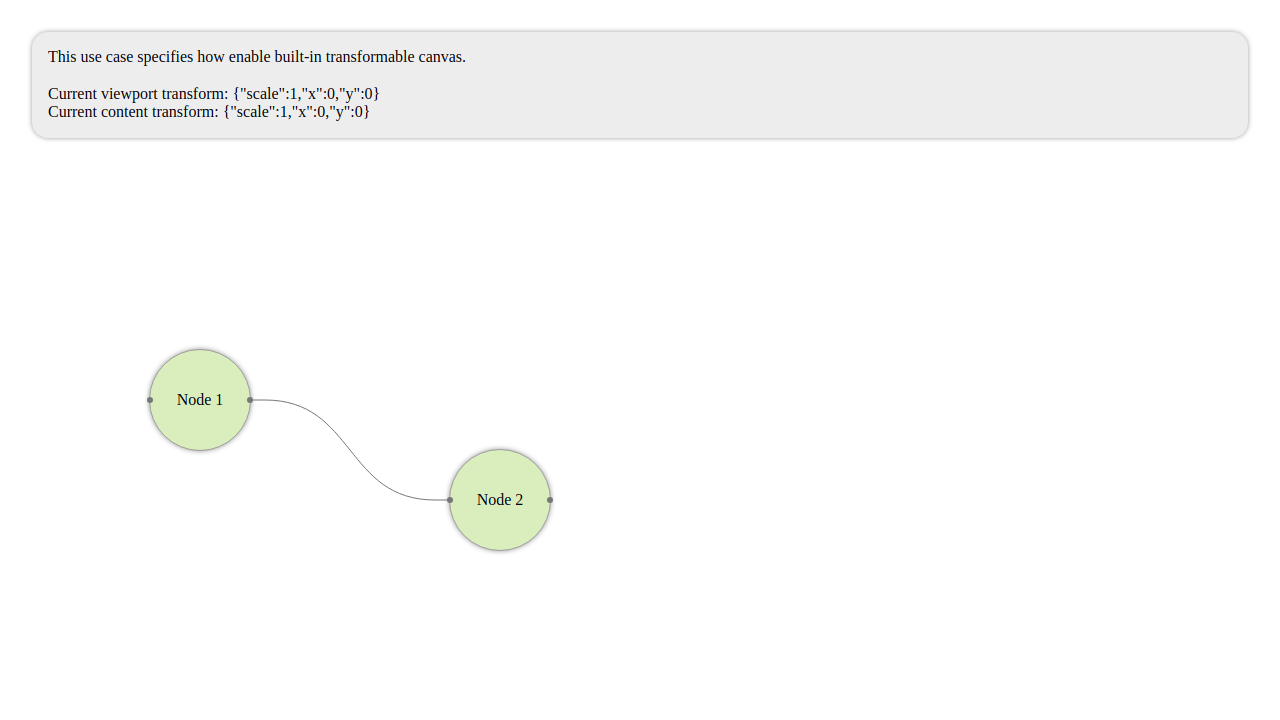 This use case specifies how enable built-in transformable canvas.
Current viewport transform: {"scale":1,"x":0,"y":0}
Current content transform: {"scale":1,"x":0,"y":0}
Node 1
Node 2